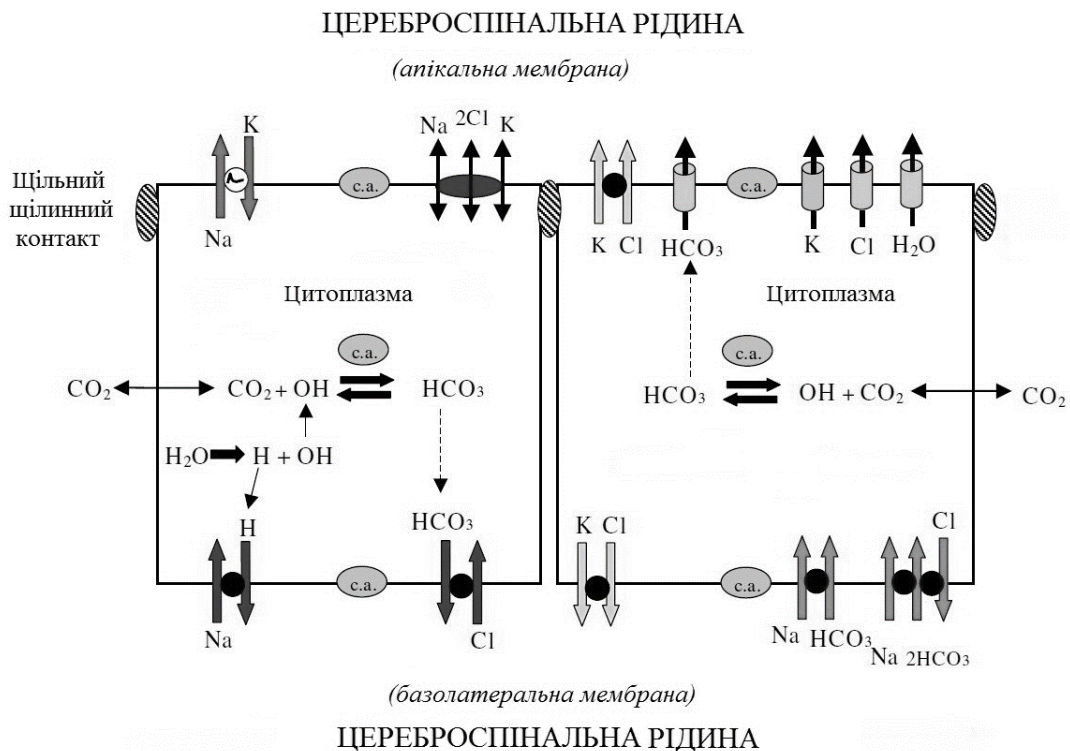 ЦЕРЕБРОСПІНАЛЬНА РІДИНА
(апікальна мембрана)
K Na 2Cl K
Щільний
щілинний
контакт
с.а. с.а.
Na K Cl HCO3 K Cl H2O
Цитоплазма Цитоплазма
с.а. с.а.
CO2 CO2 + OH HCO3 HCO3 OH + CO2 CO2
H2O H + OH
H HCO3 K Cl Cl
с.а. с.а.
Na Cl Na HCO3 Na 2HCO3
(базолатеральна мембрана)
ЦЕРЕБРОСПІНАЛЬНА РІДИНА